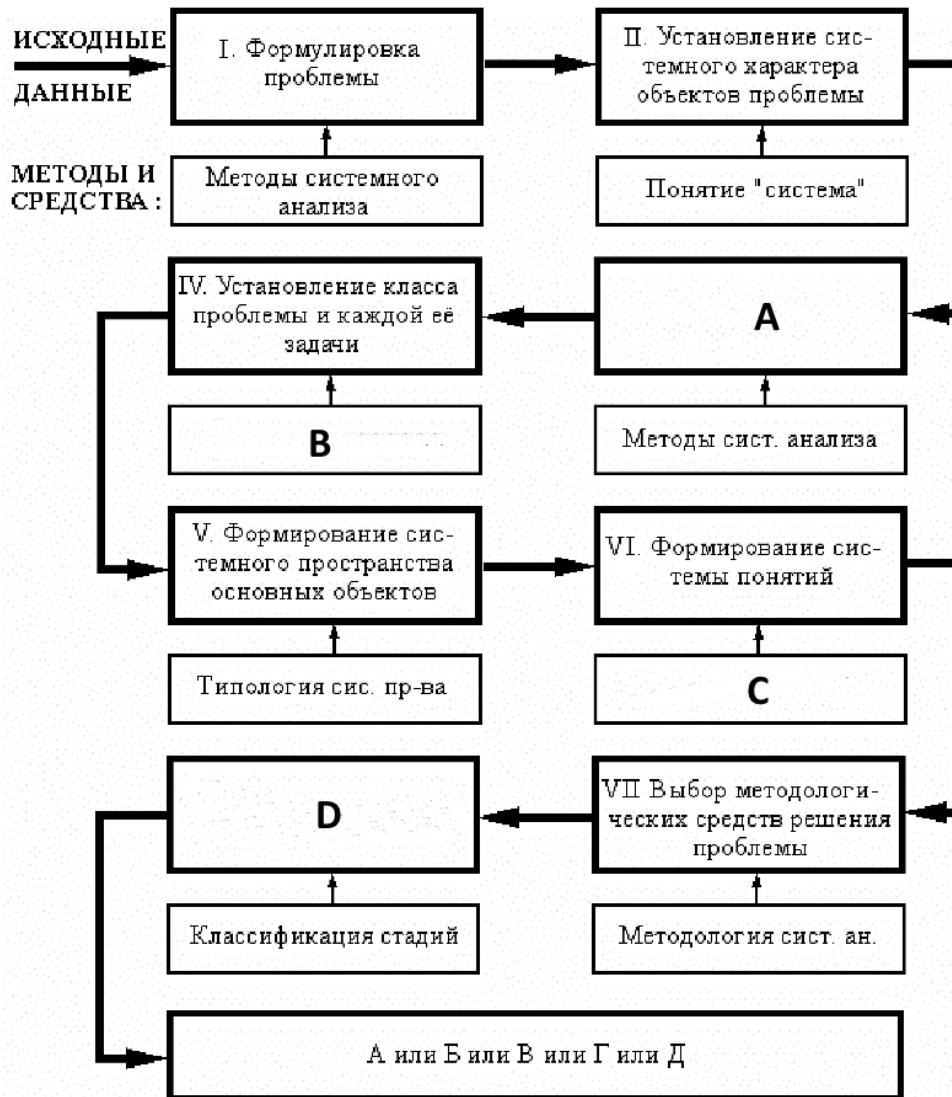 ИСХОДНЫЕ
ДАННЫЕ
I. Формулировка
проблемы
II. Установление сис-
темного характера
объектов проблемы
МЕТОДЫ И
СРЕДСТВА :
Методы системного
анализа
Понятие "система"
IV. Установление класса
проблемы и каждой её
задачи
A
B
Методы сист. анализа
V. Формирование сис-
темного пространства
основных объектов
VI. Формирование сис-
темы понятий
Типология сис. пр-ва
C
D
VII Выбор методологи-
ческих средств решения
проблемы
Классификация стадий
Методология сист. ан.
А или Б или В или Г или Д